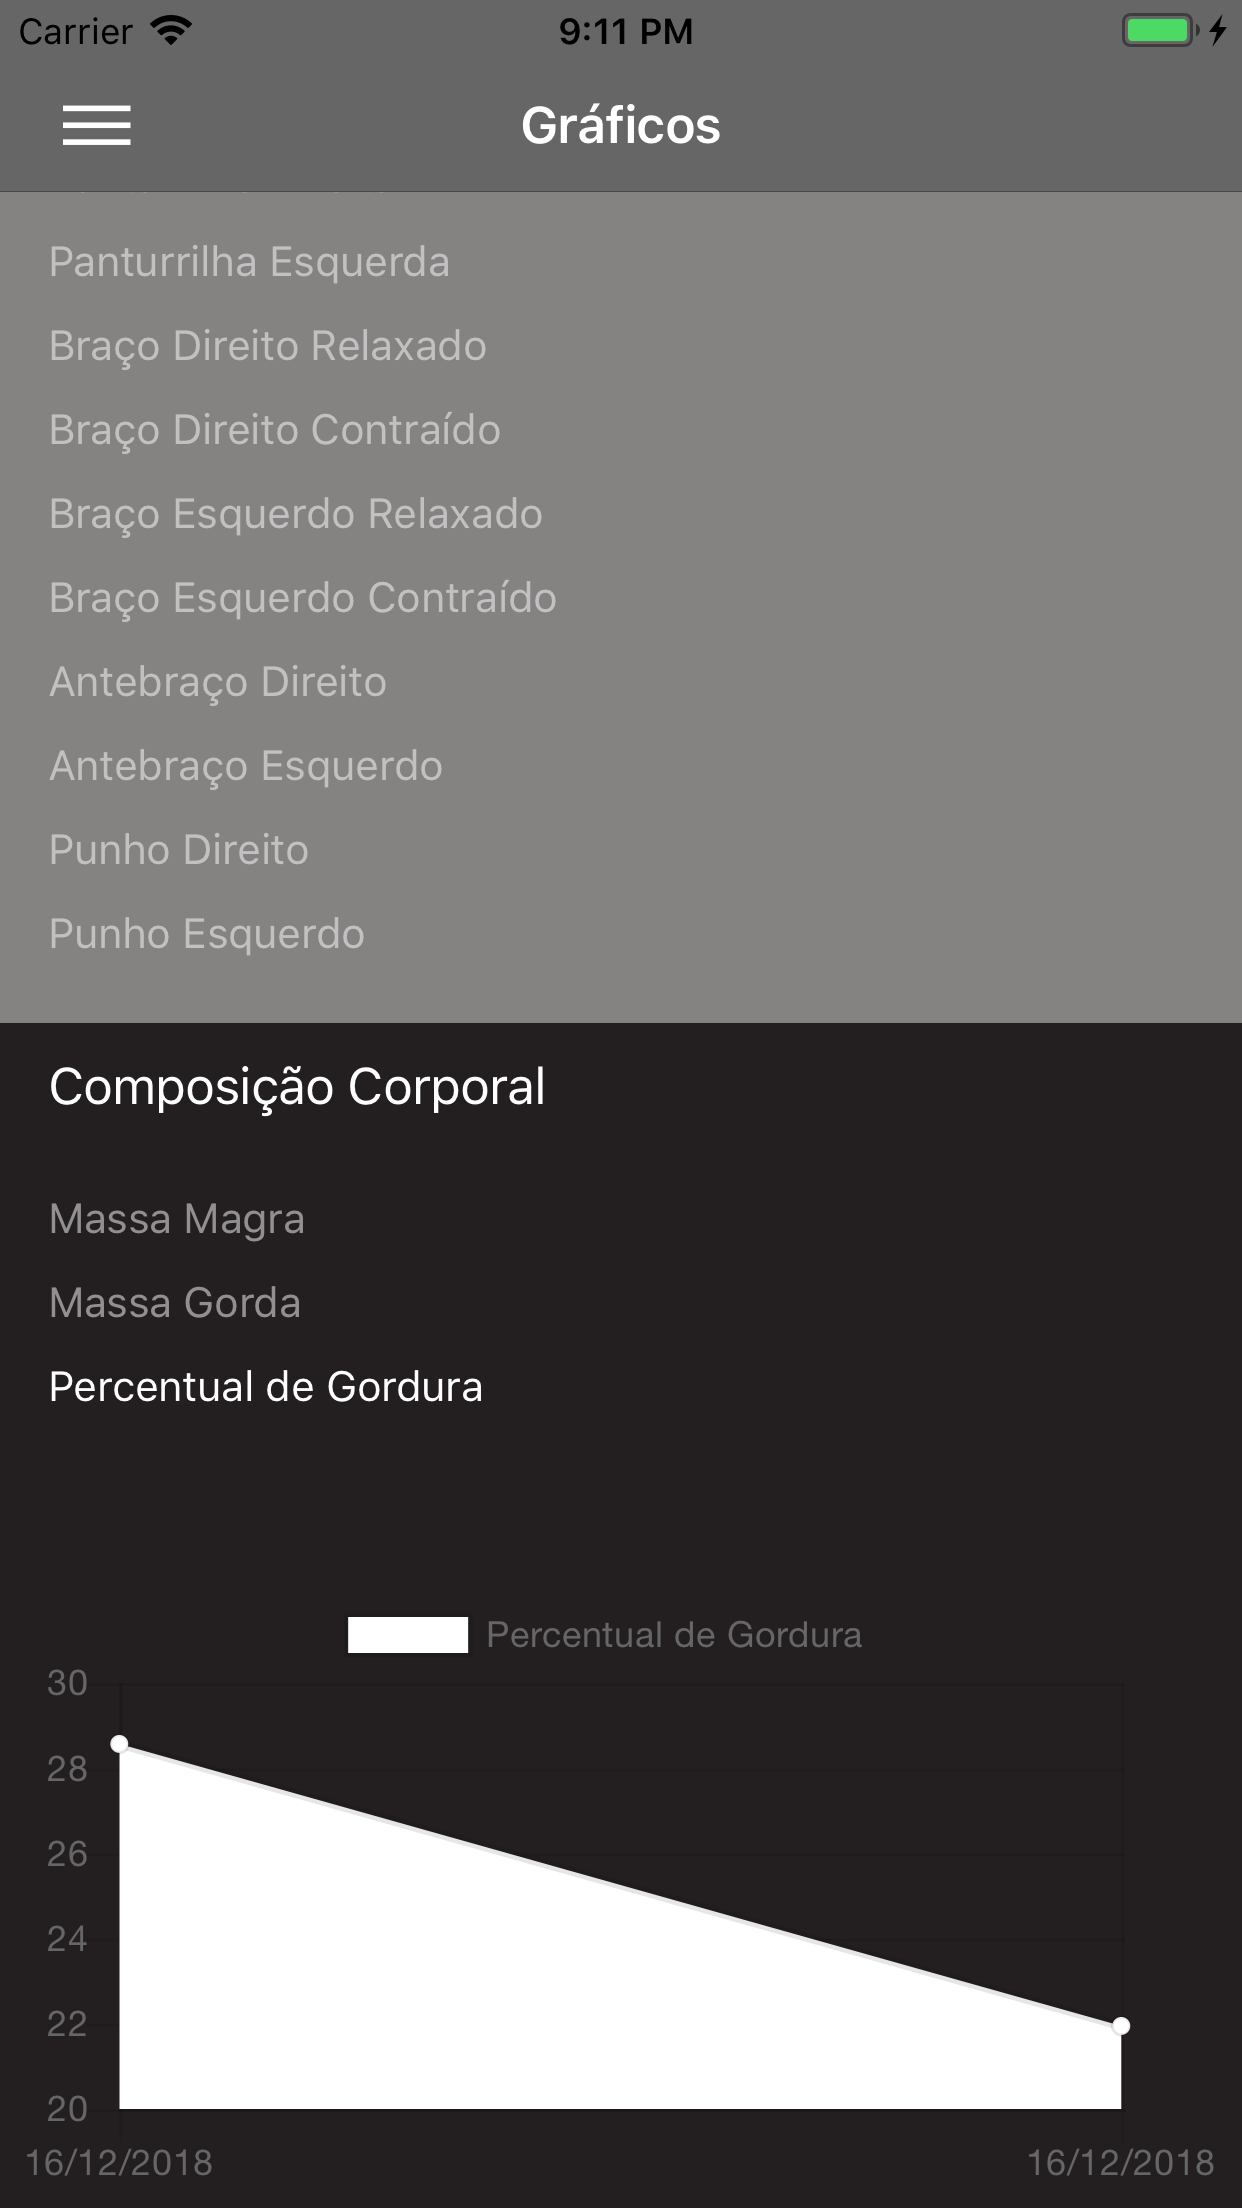 Carrier 9:11 PM
Gráficos
Panturrilha Esquerda
Braço Direito Relaxado
Braço Direito Contraído
Braço Esquerdo Relaxado
Braço Esquerdo Contraído
Antebraço Direito
Antebraço Esquerdo
Punho Direito
Punho Esquerdo
Composição Corporal
Massa Magra
Massa Gorda
Percentual de Gordura
Percentual de Gordura
30
28
26
24
22
20
16/12/2018 16/12/2018